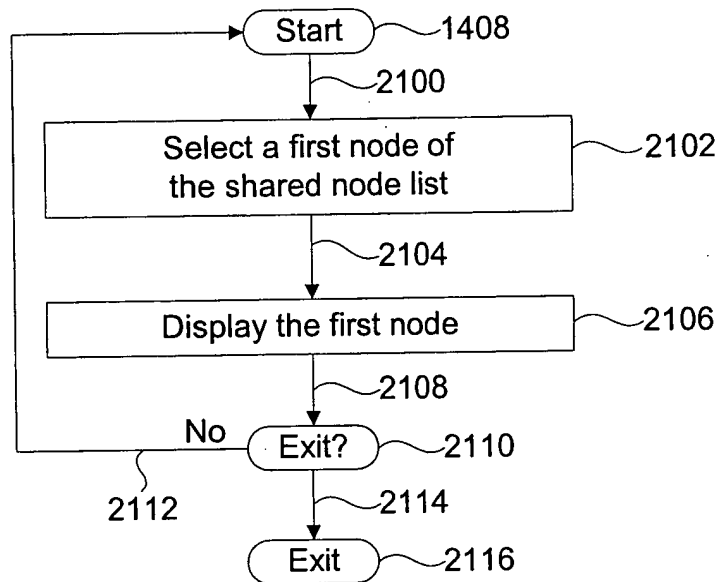 Start
1408
2100
Select a first node of
the shared node list
2102
2104
Display the first node
2106
2108
No
Exit?
2110
2112
2114
Exit
2116